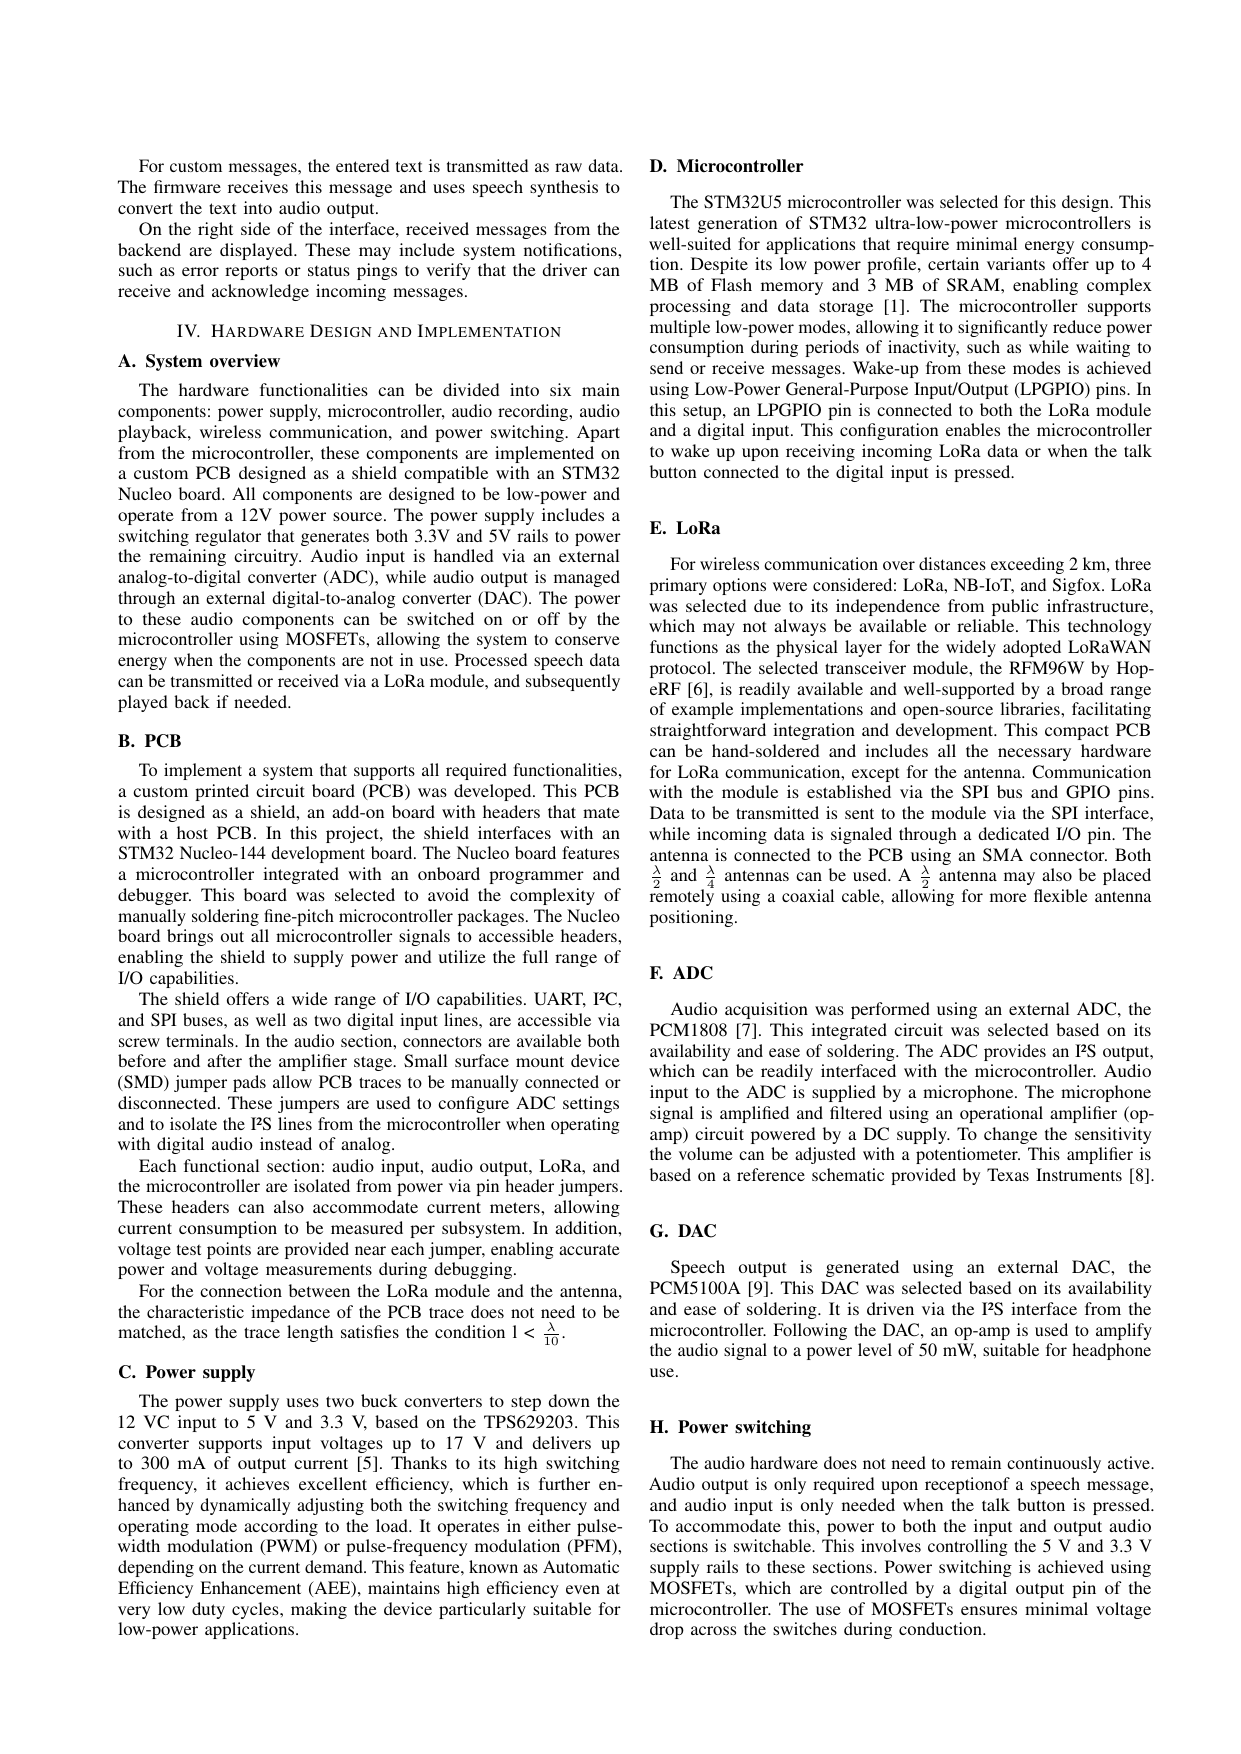 For custom messages, the entered text is transmitted as raw data.
The firmware receives this message and uses speech synthesis to
convert the text into audio output.
On the right side of the interface, received messages from the
backend are displayed. These may include system notifications,
such as error reports or status pings to verify that the driver can
receive and acknowledge incoming messages.
IV. Hardware Design and Implementation
A. System overview
The hardware functionalities can be divided into six main
components: power supply, microcontroller, audio recording, audio
playback, wireless communication, and power switching. Apart
from the microcontroller, these components are implemented on
a custom PCB designed as a shield compatible with an STM32
Nucleo board. All components are designed to be low-power and
operate from a 12V power source. The power supply includes a
switching regulator that generates both 3.3V and 5V rails to power
the remaining circuitry. Audio input is handled via an external
analog-to-digital converter (ADC), while audio output is managed
through an external digital-to-analog converter (DAC). The power
to these audio components can be switched on or off by the
microcontroller using MOSFETs, allowing the system to conserve
energy when the components are not in use. Processed speech data
can be transmitted or received via a LoRa module, and subsequently
played back if needed.
B. PCB
To implement a system that supports all required functionalities,
a custom printed circuit board (PCB) was developed. This PCB
is designed as a shield, an add-on board with headers that mate
with a host PCB. In this project, the shield interfaces with an
STM32 Nucleo-144 development board. The Nucleo board features
a microcontroller integrated with an onboard programmer and
debugger. This board was selected to avoid the complexity of
manually soldering fine-pitch microcontroller packages. The Nucleo
board brings out all microcontroller signals to accessible headers,
enabling the shield to supply power and utilize the full range of
I/O capabilities.
The shield offers a wide range of I/O capabilities. UART, I²C,
and SPI buses, as well as two digital input lines, are accessible via
screw terminals. In the audio section, connectors are available both
before and after the amplifier stage. Small surface mount device
(SMD) jumper pads allow PCB traces to be manually connected or
disconnected. These jumpers are used to configure ADC settings
and to isolate the I²S lines from the microcontroller when operating
with digital audio instead of analog.
Each functional section: audio input, audio output, LoRa, and
the microcontroller are isolated from power via pin header jumpers.
These headers can also accommodate current meters, allowing
current consumption to be measured per subsystem. In addition,
voltage test points are provided near each jumper, enabling accurate
power and voltage measurements during debugging.
For the connection between the LoRa module and the antenna,
the characteristic impedance of the PCB trace does not need to be
matched, as the trace length satisfies the condition l < λ/10.
C. Power supply
The power supply uses two buck converters to step down the
12 VC input to 5 V and 3.3 V, based on the TPS629203. This
converter supports input voltages up to 17 V and delivers up
to 300 mA of output current [5]. Thanks to its high switching
frequency, it achieves excellent efficiency, which is further en-
hanced by dynamically adjusting both the switching frequency and
operating mode according to the load. It operates in either pulse-
width modulation (PWM) or pulse-frequency modulation (PFM),
depending on the current demand. This feature, known as Automatic
Efficiency Enhancement (AEE), maintains high efficiency even at
very low duty cycles, making the device particularly suitable for
low-power applications.
D. Microcontroller
The STM32U5 microcontroller was selected for this design. This
latest generation of STM32 ultra-low-power microcontrollers is
well-suited for applications that require minimal energy consump-
tion. Despite its low power profile, certain variants offer up to 4
MB of Flash memory and 3 MB of SRAM, enabling complex
processing and data storage [1]. The microcontroller supports
multiple low-power modes, allowing it to significantly reduce power
consumption during periods of inactivity, such as while waiting to
send or receive messages. Wake-up from these modes is achieved
using Low-Power General-Purpose Input/Output (LPGPIO) pins. In
this setup, an LPGPIO pin is connected to both the LoRa module
and a digital input. This configuration enables the microcontroller
to wake up upon receiving incoming LoRa data or when the talk
button connected to the digital input is pressed.
E. LoRa
For wireless communication over distances exceeding 2 km, three
primary options were considered: LoRa, NB-IoT, and Sigfox. LoRa
was selected due to its independence from public infrastructure,
which may not always be available or reliable. This technology
functions as the physical layer for the widely adopted LoRaWAN
protocol. The selected transceiver module, the RFM96W by Hop-
eRF [6], is readily available and well-supported by a broad range
of example implementations and open-source libraries, facilitating
straightforward integration and development. This compact PCB
can be hand-soldered and includes all the necessary hardware
for LoRa communication, except for the antenna. Communication
with the module is established via the SPI bus and GPIO pins.
Data to be transmitted is sent to the module via the SPI interface,
while incoming data is signaled through a dedicated I/O pin. The
antenna is connected to the PCB using an SMA connector. Both
λ/2 and λ/4 antennas can be used. A λ/2 antenna may also be placed
remotely using a coaxial cable, allowing for more flexible antenna
positioning.
F. ADC
Audio acquisition was performed using an external ADC, the
PCM1808 [7]. This integrated circuit was selected based on its
availability and ease of soldering. The ADC provides an I²S output,
which can be readily interfaced with the microcontroller. Audio
input to the ADC is supplied by a microphone. The microphone
signal is amplified and filtered using an operational amplifier (op-
amp) circuit powered by a DC supply. To change the sensitivity
the volume can be adjusted with a potentiometer. This amplifier is
based on a reference schematic provided by Texas Instruments [8].
G. DAC
Speech output is generated using an external DAC, the
PCM5100A [9]. This DAC was selected based on its availability
and ease of soldering. It is driven via the I²S interface from the
microcontroller. Following the DAC, an op-amp is used to amplify
the audio signal to a power level of 50 mW, suitable for headphone
use.
H. Power switching
The audio hardware does not need to remain continuously active.
Audio output is only required upon receptionof a speech message,
and audio input is only needed when the talk button is pressed.
To accommodate this, power to both the input and output audio
sections is switchable. This involves controlling the 5 V and 3.3 V
supply rails to these sections. Power switching is achieved using
MOSFETs, which are controlled by a digital output pin of the
microcontroller. The use of MOSFETs ensures minimal voltage
drop across the switches during conduction.